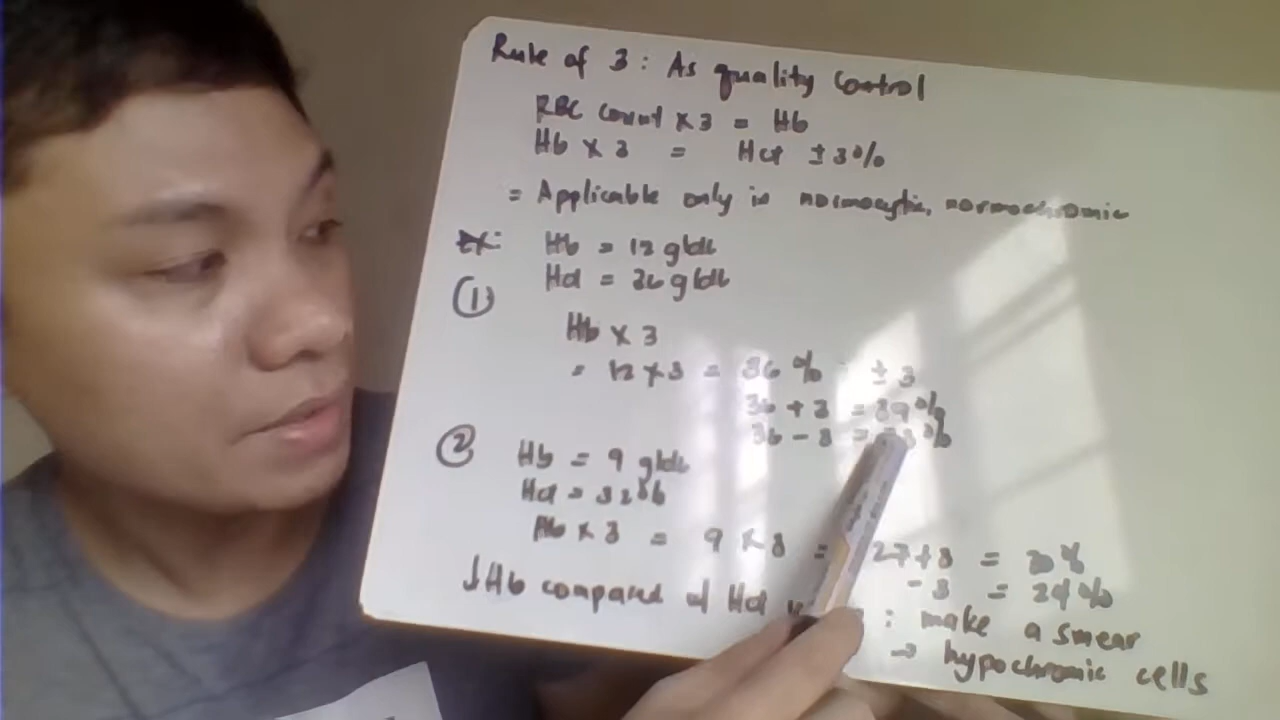 Rule of 3: As quality control
RBC count × 3 = Hb
Hb × 3 = Hct ± 3%
= Applicable only is normocytic, normochromic
Ex: Hb = 12 g/dL
Hct = 36 g/dL
①
Hb × 3
= 12 × 3 = 36% ± 3
36 + 3 = 39%
36 - 3 = 33%
② Hb = 9 g/dL
Hct = 32%
Hb × 3 = 9 × 3 = 27 + 3 = 30%
- 3 = 24%
↓Hb compared w/ Hct : make a smear
→ hypochromic cells